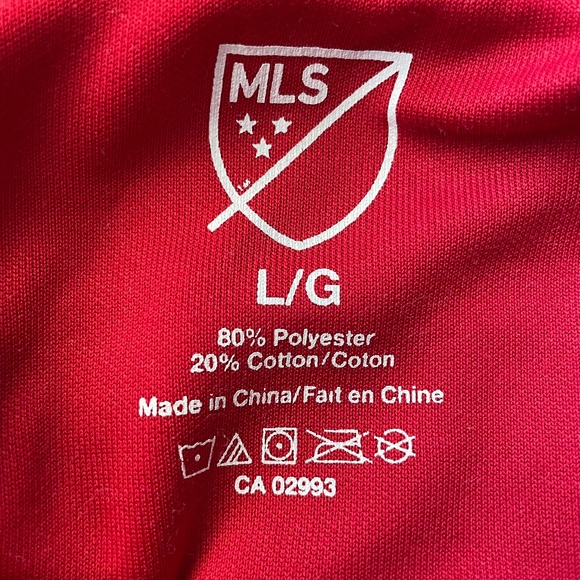 MLS
L/G
80% Polyester
20% Cotton/Coton
Made in China/Fait en Chine
CA 02993